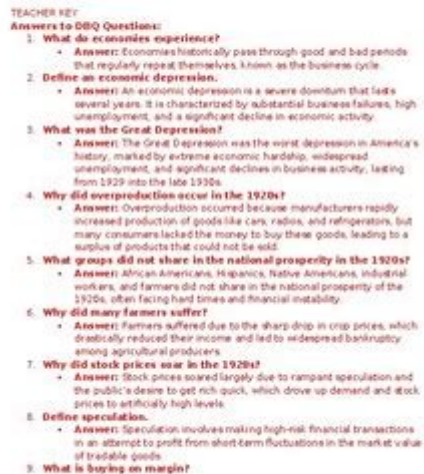 TEACHER KEY
Answers to DBQ Questions:
1. What do economies experience?
• Answer: Economies historically pass through good and bad periods
that regularly repeat themselves, known as the business cycle.
2. Define an economic depression.
• Answer: An economic depression is a severe downturn that lasts
several years. It is characterized by substantial business failures, high
unemployment, and a significant decline in economic activity.
3. What was the Great Depression?
• Answer: The Great Depression was the worst depression in America's
history, marked by extreme economic hardship, widespread
unemployment, and significant declines in business activity, lasting
from 1929 into the late 1930s.
4. Why did overproduction occur in the 1920s?
• Answer: Overproduction occurred because manufacturers rapidly
increased production of goods like cars, radios, and refrigerators, but
many consumers lacked the money to buy these goods, leading to a
surplus of products that could not be sold.
5. What groups did not share in the national prosperity in the 1920s?
• Answer: African Americans, Hispanics, Native Americans, industrial
workers, and farmers did not share in the national prosperity of the
1920s, often facing hard times and financial instability.
6. Why did many farmers suffer?
• Answer: Farmers suffered due to the sharp drop in crop prices, which
drastically reduced their income and led to widespread bankruptcy
among agricultural producers.
7. Why did stock prices soar in the 1920s?
• Answer: Stock prices soared largely due to rampant speculation and
the public's desire to get rich quick, which drove up demand and stock
prices to artificially high levels.
8. Define speculation.
• Answer: Speculation involves making high-risk financial transactions
in an attempt to profit from short-term fluctuations in the market value
of tradable goods.
9. What is buying on margin?